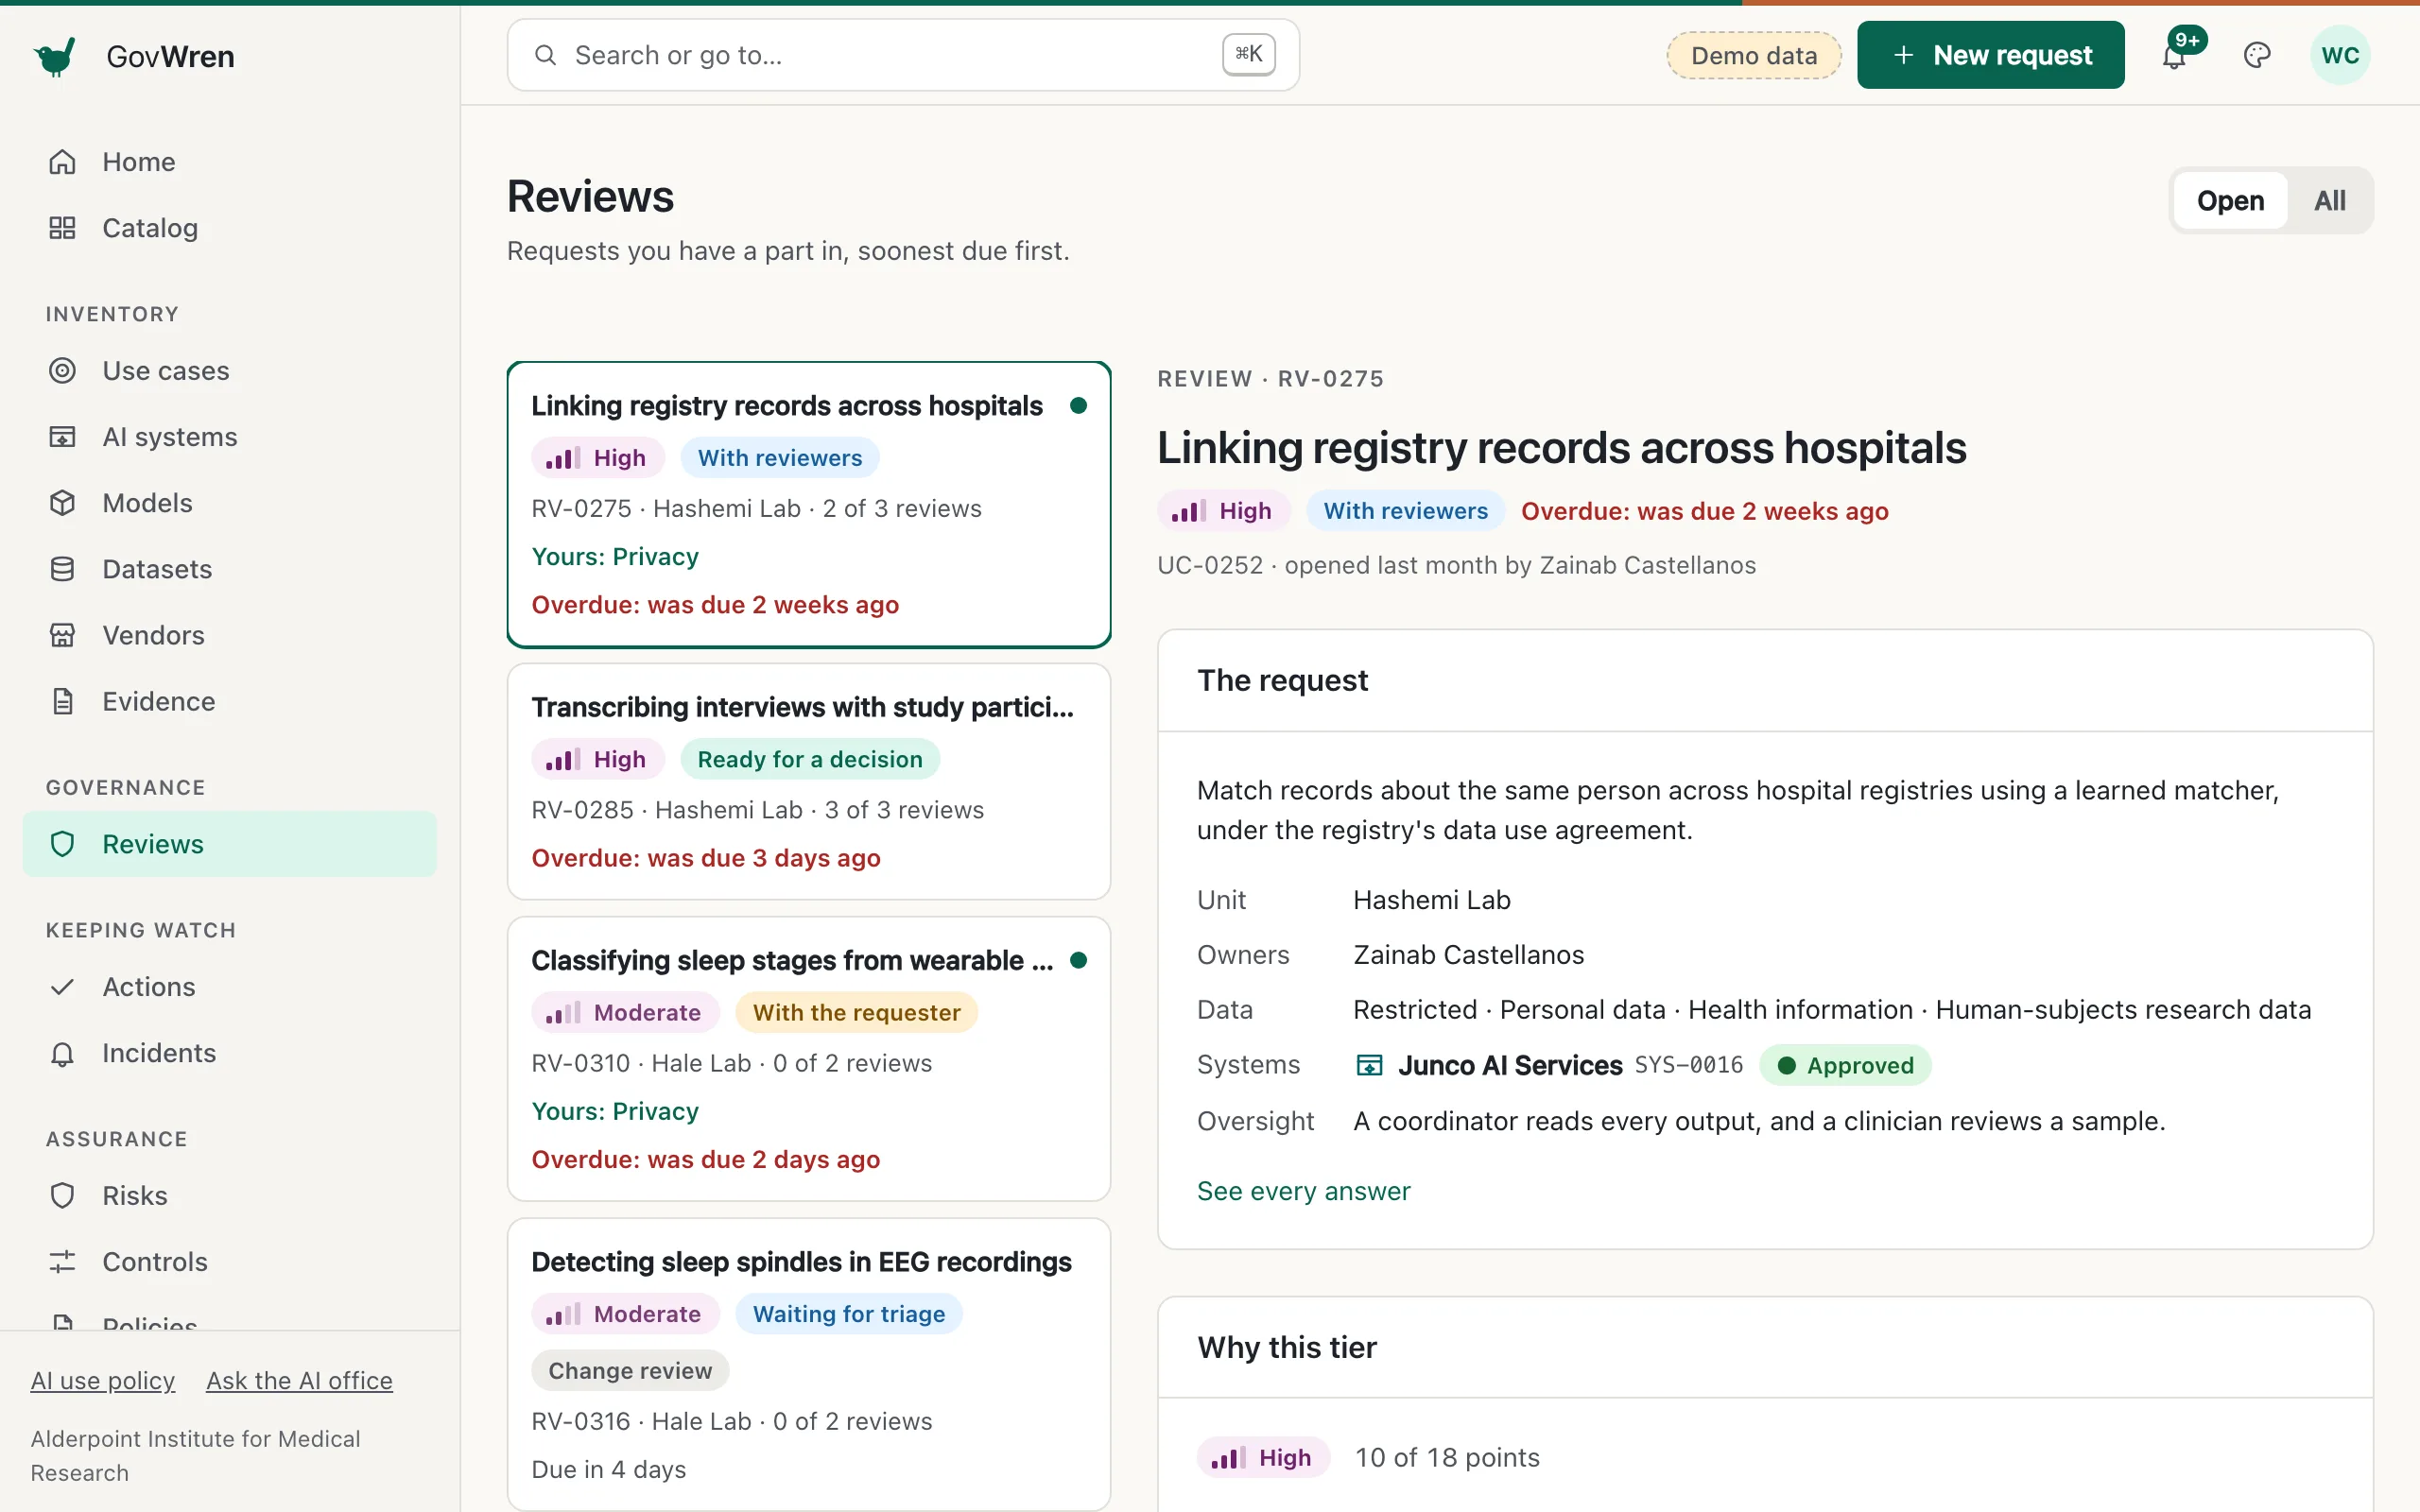 GovWren
Search or go to...
⌘K
Demo data
+ New request
9+
WC
Home
Catalog
INVENTORY
Use cases
AI systems
Models
Datasets
Vendors
Evidence
GOVERNANCE
Reviews
KEEPING WATCH
Actions
Incidents
ASSURANCE
Risks
Controls
Policies
AI use policy
Ask the AI office
Alderpoint Institute for Medical
Research
Reviews
Requests you have a part in, soonest due first.
Open
All
Linking registry records across hospitals
High
With reviewers
RV-0275 · Hashemi Lab · 2 of 3 reviews
Yours: Privacy
Overdue: was due 2 weeks ago
Transcribing interviews with study partici...
High
Ready for a decision
RV-0285 · Hashemi Lab · 3 of 3 reviews
Overdue: was due 3 days ago
Classifying sleep stages from wearable ...
Moderate
With the requester
RV-0310 · Hale Lab · 0 of 2 reviews
Yours: Privacy
Overdue: was due 2 days ago
Detecting sleep spindles in EEG recordings
Moderate
Waiting for triage
Change review
RV-0316 · Hale Lab · 0 of 2 reviews
Due in 4 days
REVIEW · RV-0275
Linking registry records across hospitals
High
With reviewers
Overdue: was due 2 weeks ago
UC-0252 · opened last month by Zainab Castellanos
The request
Match records about the same person across hospital registries using a learned matcher,
under the registry's data use agreement.
Unit Hashemi Lab
Owners Zainab Castellanos
Data Restricted · Personal data · Health information · Human-subjects research data
Systems Junco AI Services SYS-0016 Approved
Oversight A coordinator reads every output, and a clinician reviews a sample.
See every answer
Why this tier
High
10 of 18 points